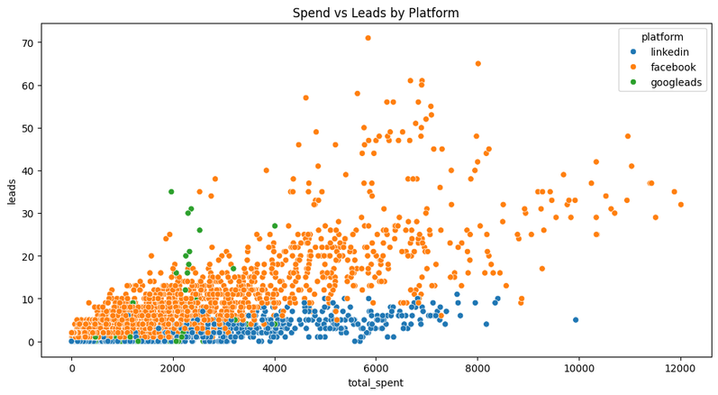 Spend vs Leads by Platform
platform
linkedin
facebook
googleads
70
60
50
40
30
20
10
0
leads
0 2000 4000 6000 8000 10000 12000
total_spent